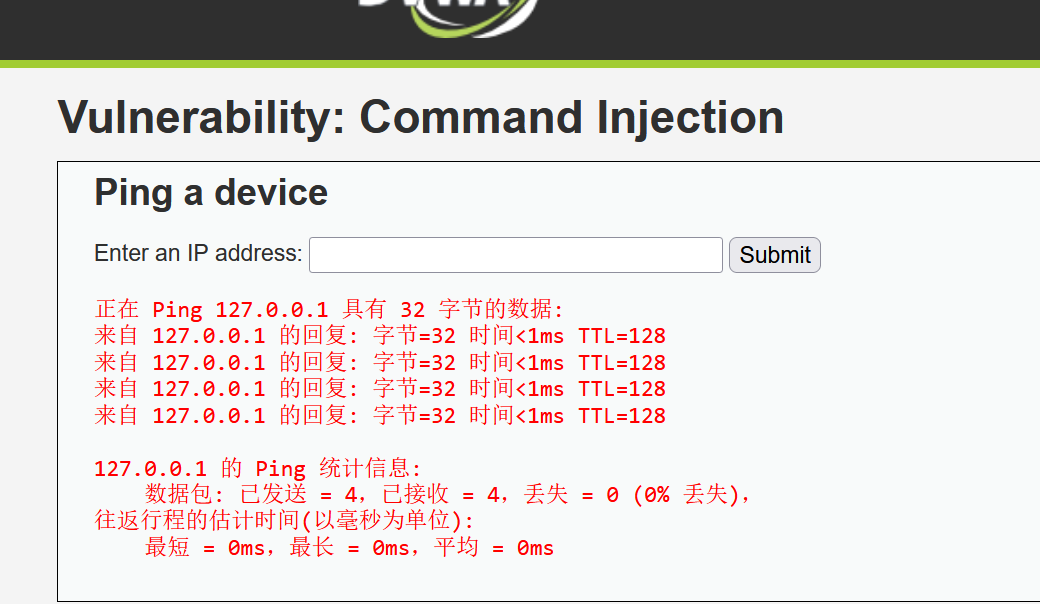 Vulnerability: Command Injection
Ping a device
Enter an IP address: Submit
正在 Ping 127.0.0.1 具有 32 字节的数据:
来自 127.0.0.1 的回复: 字节=32 时间<1ms TTL=128
来自 127.0.0.1 的回复: 字节=32 时间<1ms TTL=128
来自 127.0.0.1 的回复: 字节=32 时间<1ms TTL=128
来自 127.0.0.1 的回复: 字节=32 时间<1ms TTL=128
127.0.0.1 的 Ping 统计信息:
数据包: 已发送 = 4，已接收 = 4，丢失 = 0 (0% 丢失)，
往返行程的估计时间(以毫秒为单位):
最短 = 0ms，最长 = 0ms，平均 = 0ms